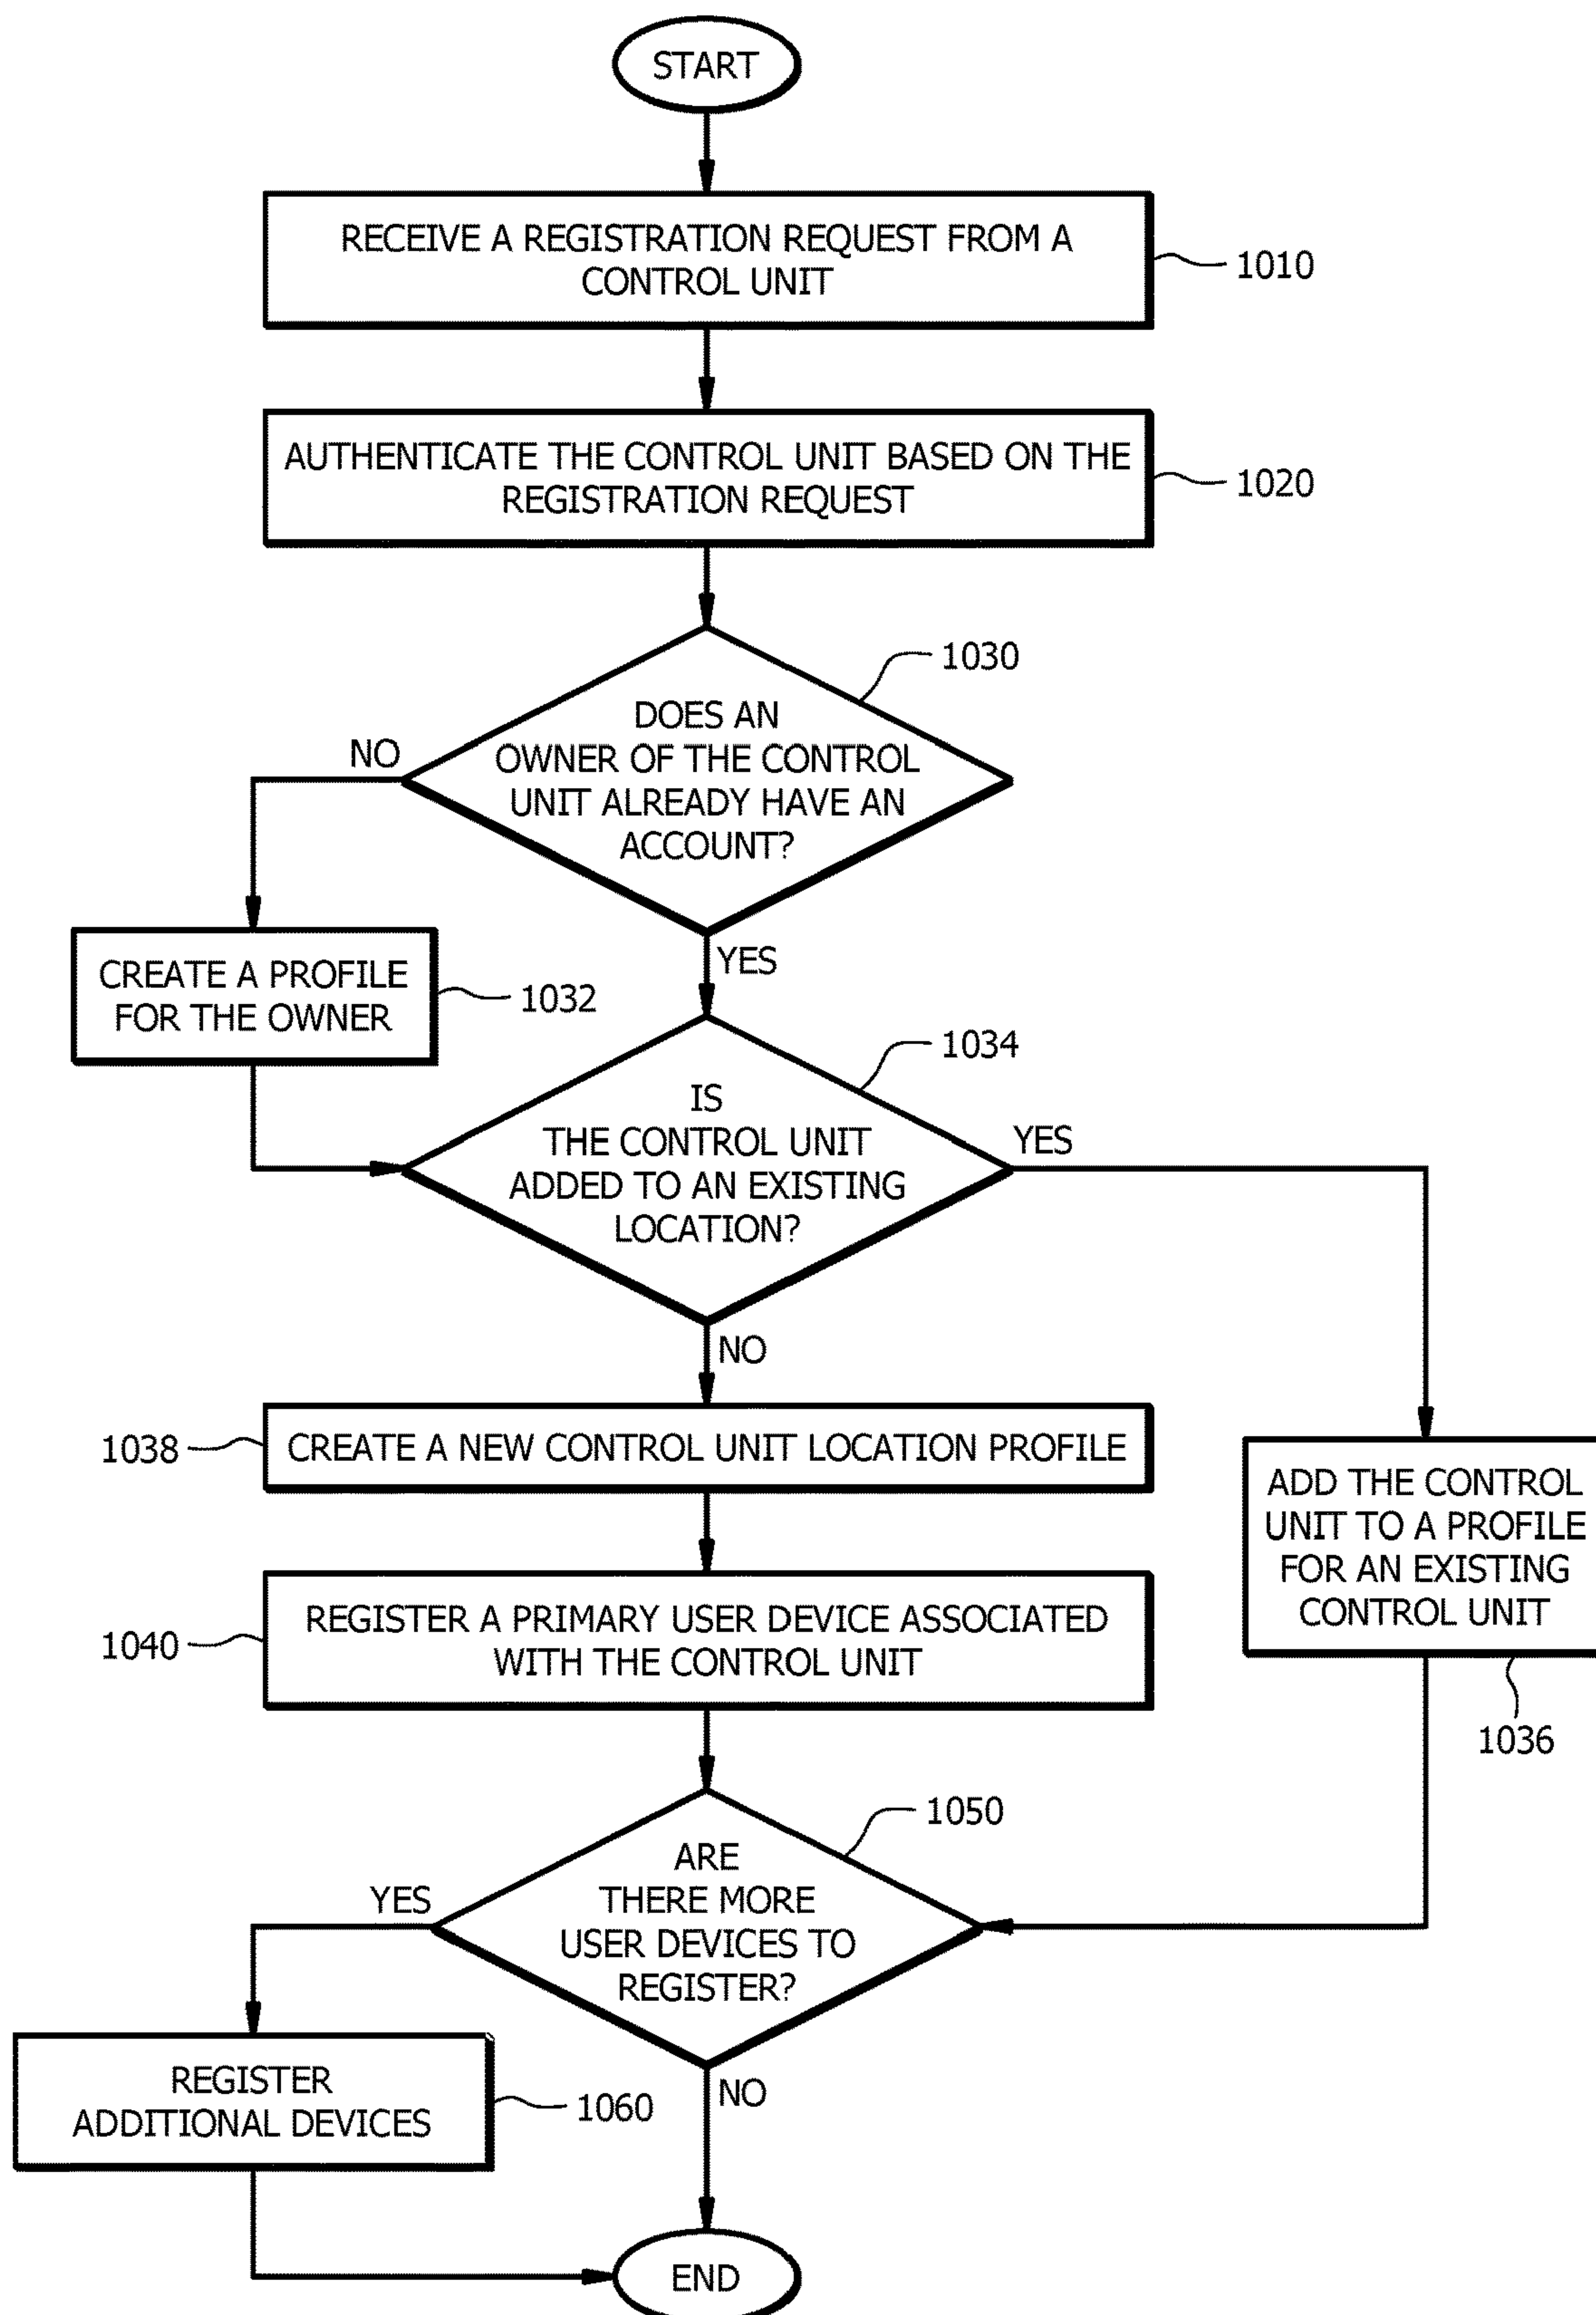 START
RECEIVE A REGISTRATION REQUEST FROM A
CONTROL UNIT
1010
AUTHENTICATE THE CONTROL UNIT BASED ON THE
REGISTRATION REQUEST
1020
1030
DOES AN
OWNER OF THE CONTROL
UNIT ALREADY HAVE AN
ACCOUNT?
NO
YES
CREATE A PROFILE
FOR THE OWNER
1032
1034
IS
THE CONTROL UNIT
ADDED TO AN EXISTING
LOCATION?
YES
NO
1038
CREATE A NEW CONTROL UNIT LOCATION PROFILE
ADD THE CONTROL
UNIT TO A PROFILE
FOR AN EXISTING
CONTROL UNIT
1036
1040
REGISTER A PRIMARY USER DEVICE ASSOCIATED
WITH THE CONTROL UNIT
1050
ARE
THERE MORE
USER DEVICES TO
REGISTER?
YES
NO
REGISTER
ADDITIONAL DEVICES
1060
END